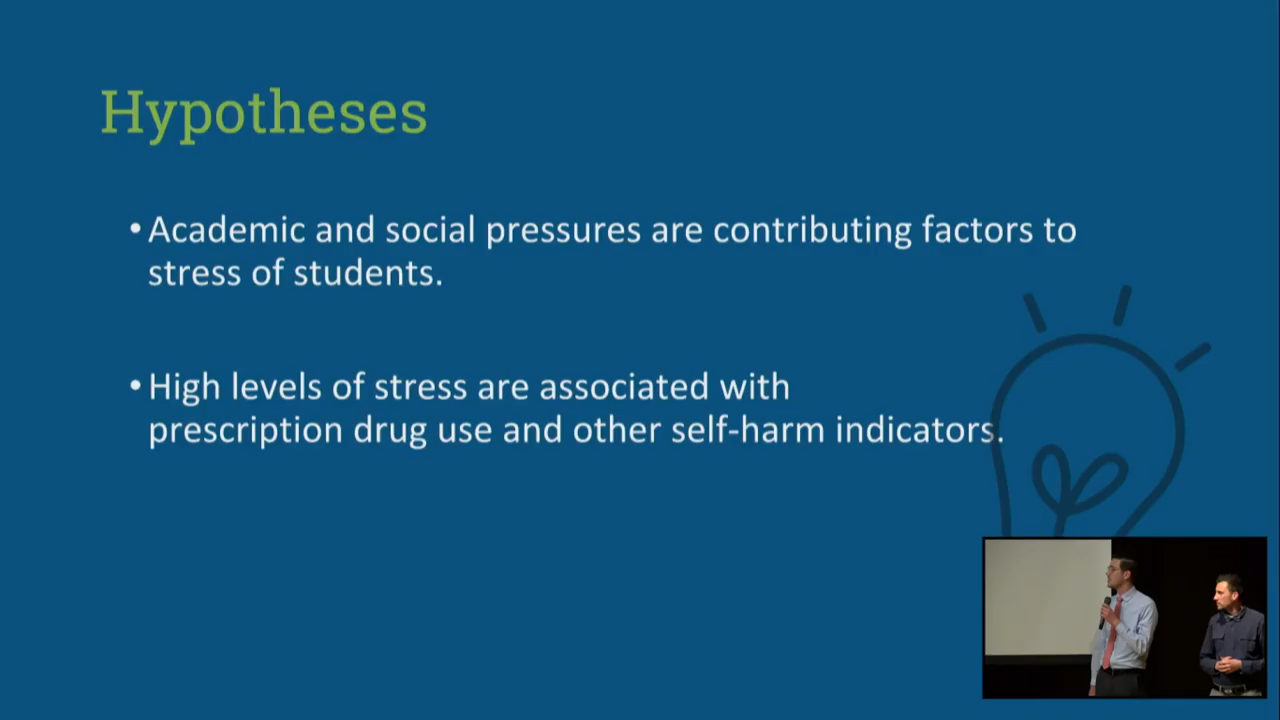 Hypotheses
•Academic and social pressures are contributing factors to
stress of students.
•High levels of stress are associated with
prescription drug use and other self-harm indicators.